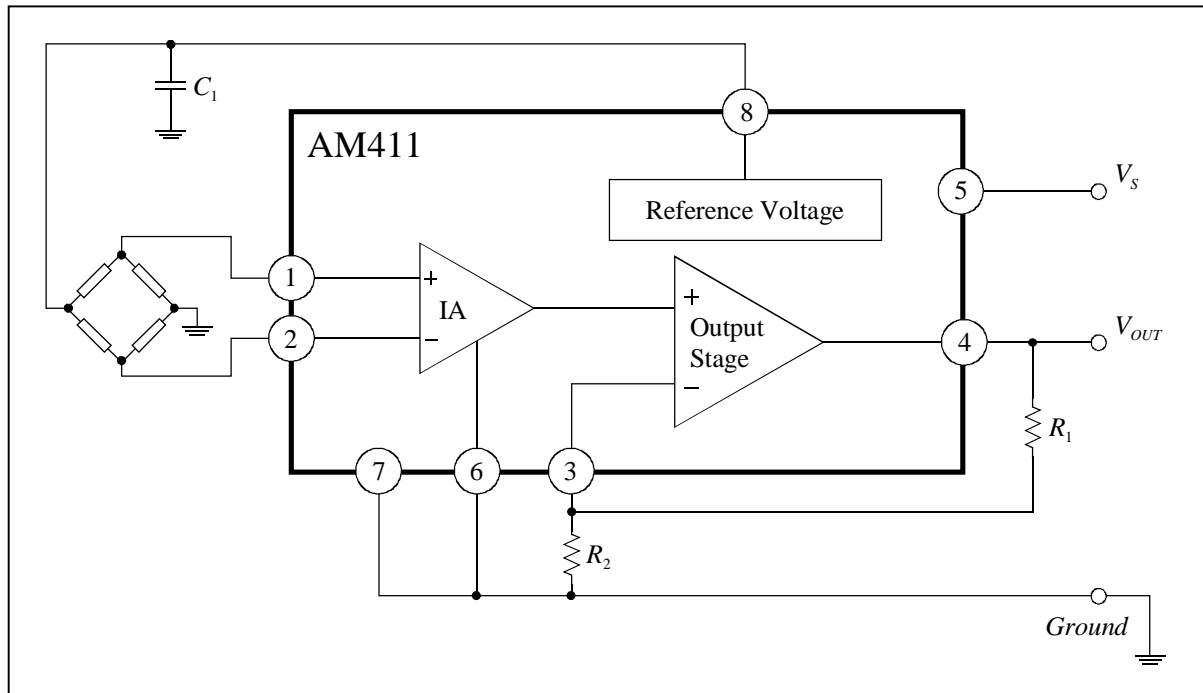 C1
8
AM411
5
VS
Reference Voltage
1
+
IA
2
−
+
Output
Stage
−
4
VOUT
R1
7
6
3
R2
Ground